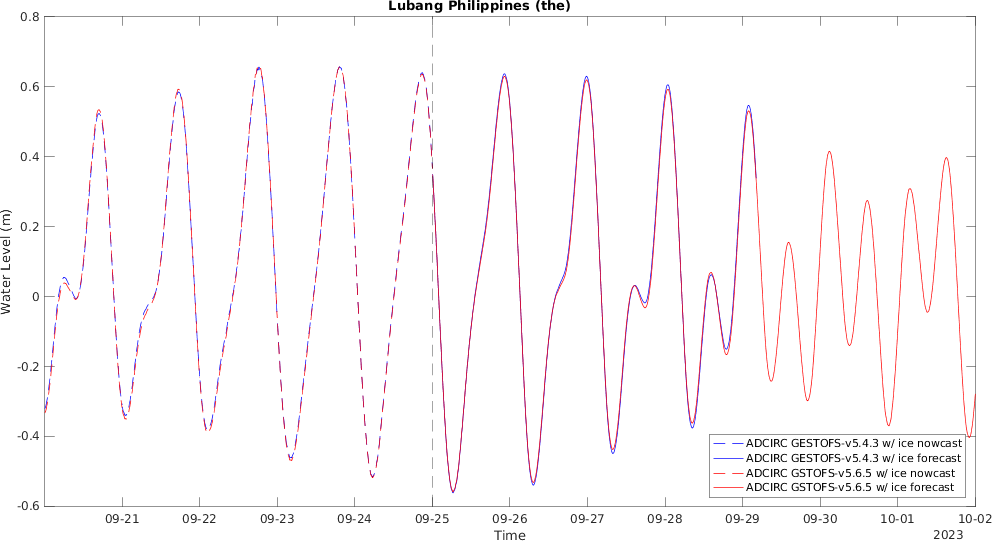 Lubang Philippines (the)
0.8
0.6
0.4
0.2
0
-0.2
-0.4
-0.6
Water Level (m)
ADCIRC GESTOFS-v5.4.3 w/ ice nowcast
ADCIRC GESTOFS-v5.4.3 w/ ice forecast
ADCIRC GSTOFS-v5.6.5 w/ ice nowcast
ADCIRC GSTOFS-v5.6.5 w/ ice forecast
09-21 09-22 09-23 09-24 09-25 09-26 09-27 09-28 09-29 09-30 10-01 10-02
Time
2023